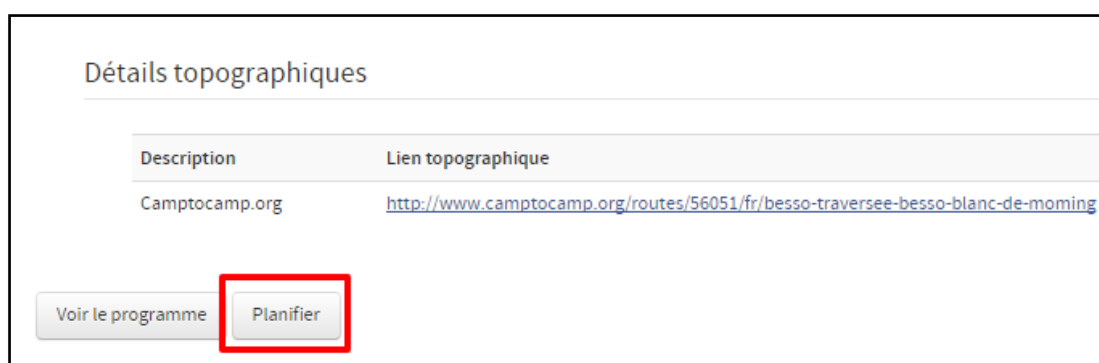 Détails topographiques
Description Lien topographique
Camptocamp.org http://www.camptocamp.org/routes/56051/fr/besso-traversee-besso-blanc-de-moming
Voir le programme Planifier